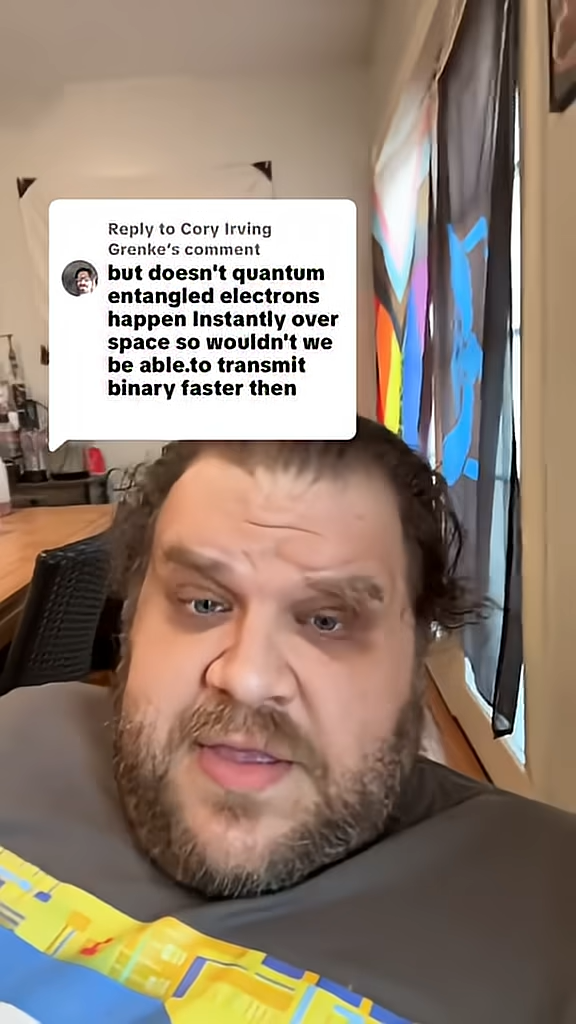 Reply to Cory Irving
Grenke's comment
but doesn't quantum
entangled electrons
happen Instantly over
space so wouldn't we
be able.to transmit
binary faster then